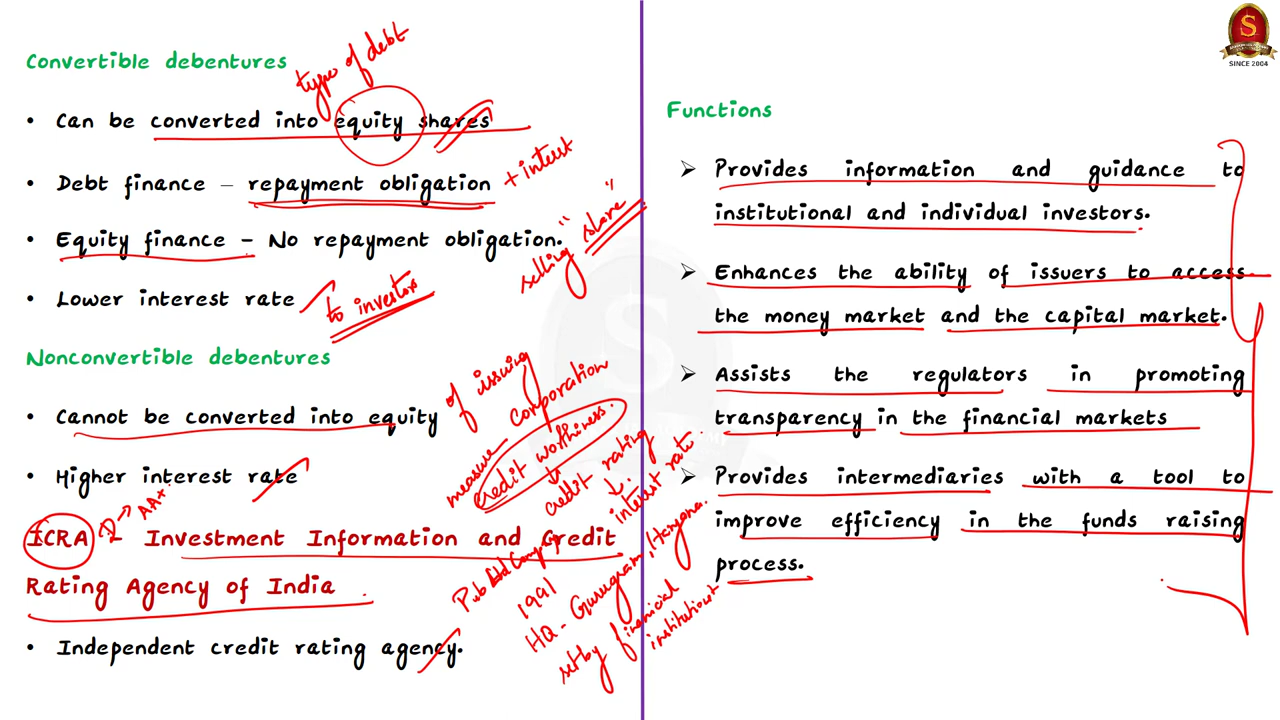 Convertible debentures
type of debt
• Can be converted into equity shares
• Debt finance – repayment obligation
+ interest
• Equity finance – No repayment obligation.
selling "share"
• Lower interest rate
to investors
Nonconvertible debentures
• Cannot be converted into equity
of issuing
corporation
measure
credit worthiness.
credit rating
interest rate
• Higher interest rate
D → AA+.
ICRA – Investment Information and Credit
Rating Agency of India
Pub Ltd Company
1991
HQ - Gurugram, Haryana.
set by financial
institutions
• Independent credit rating agency.
S
SINCE 2004
Functions
➢ Provides information and guidance to
institutional and individual investors.
➢ Enhances the ability of issuers to access
the money market and the capital market.
➢ Assists the regulators in promoting
transparency in the financial markets
➢ Provides intermediaries with a tool to
improve efficiency in the funds raising
process.